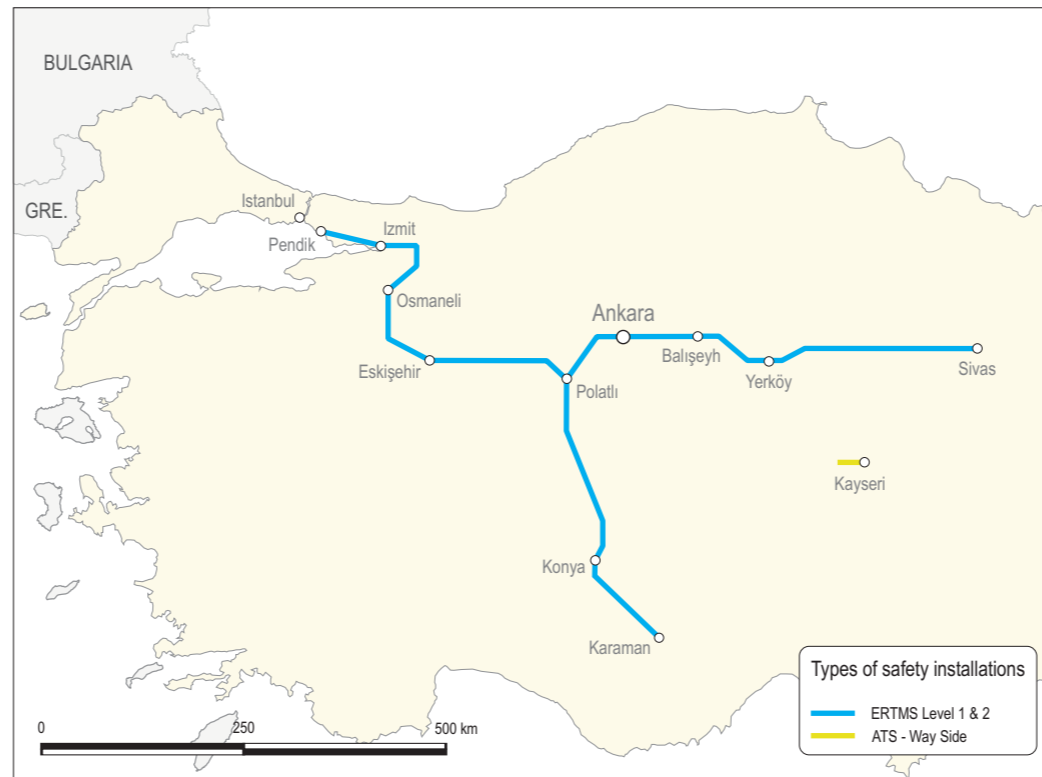 BULGARIA
GRE.
Istanbul
Pendik
Izmit
Osmaneli
Ankara
Balışeyh
Eskişehir
Polatlı
Yerköy
Sivas
Kayseri
Konya
Karaman
Types of safety installations
ERTMS Level 1 & 2
ATS - Way Side
0 250 500 km